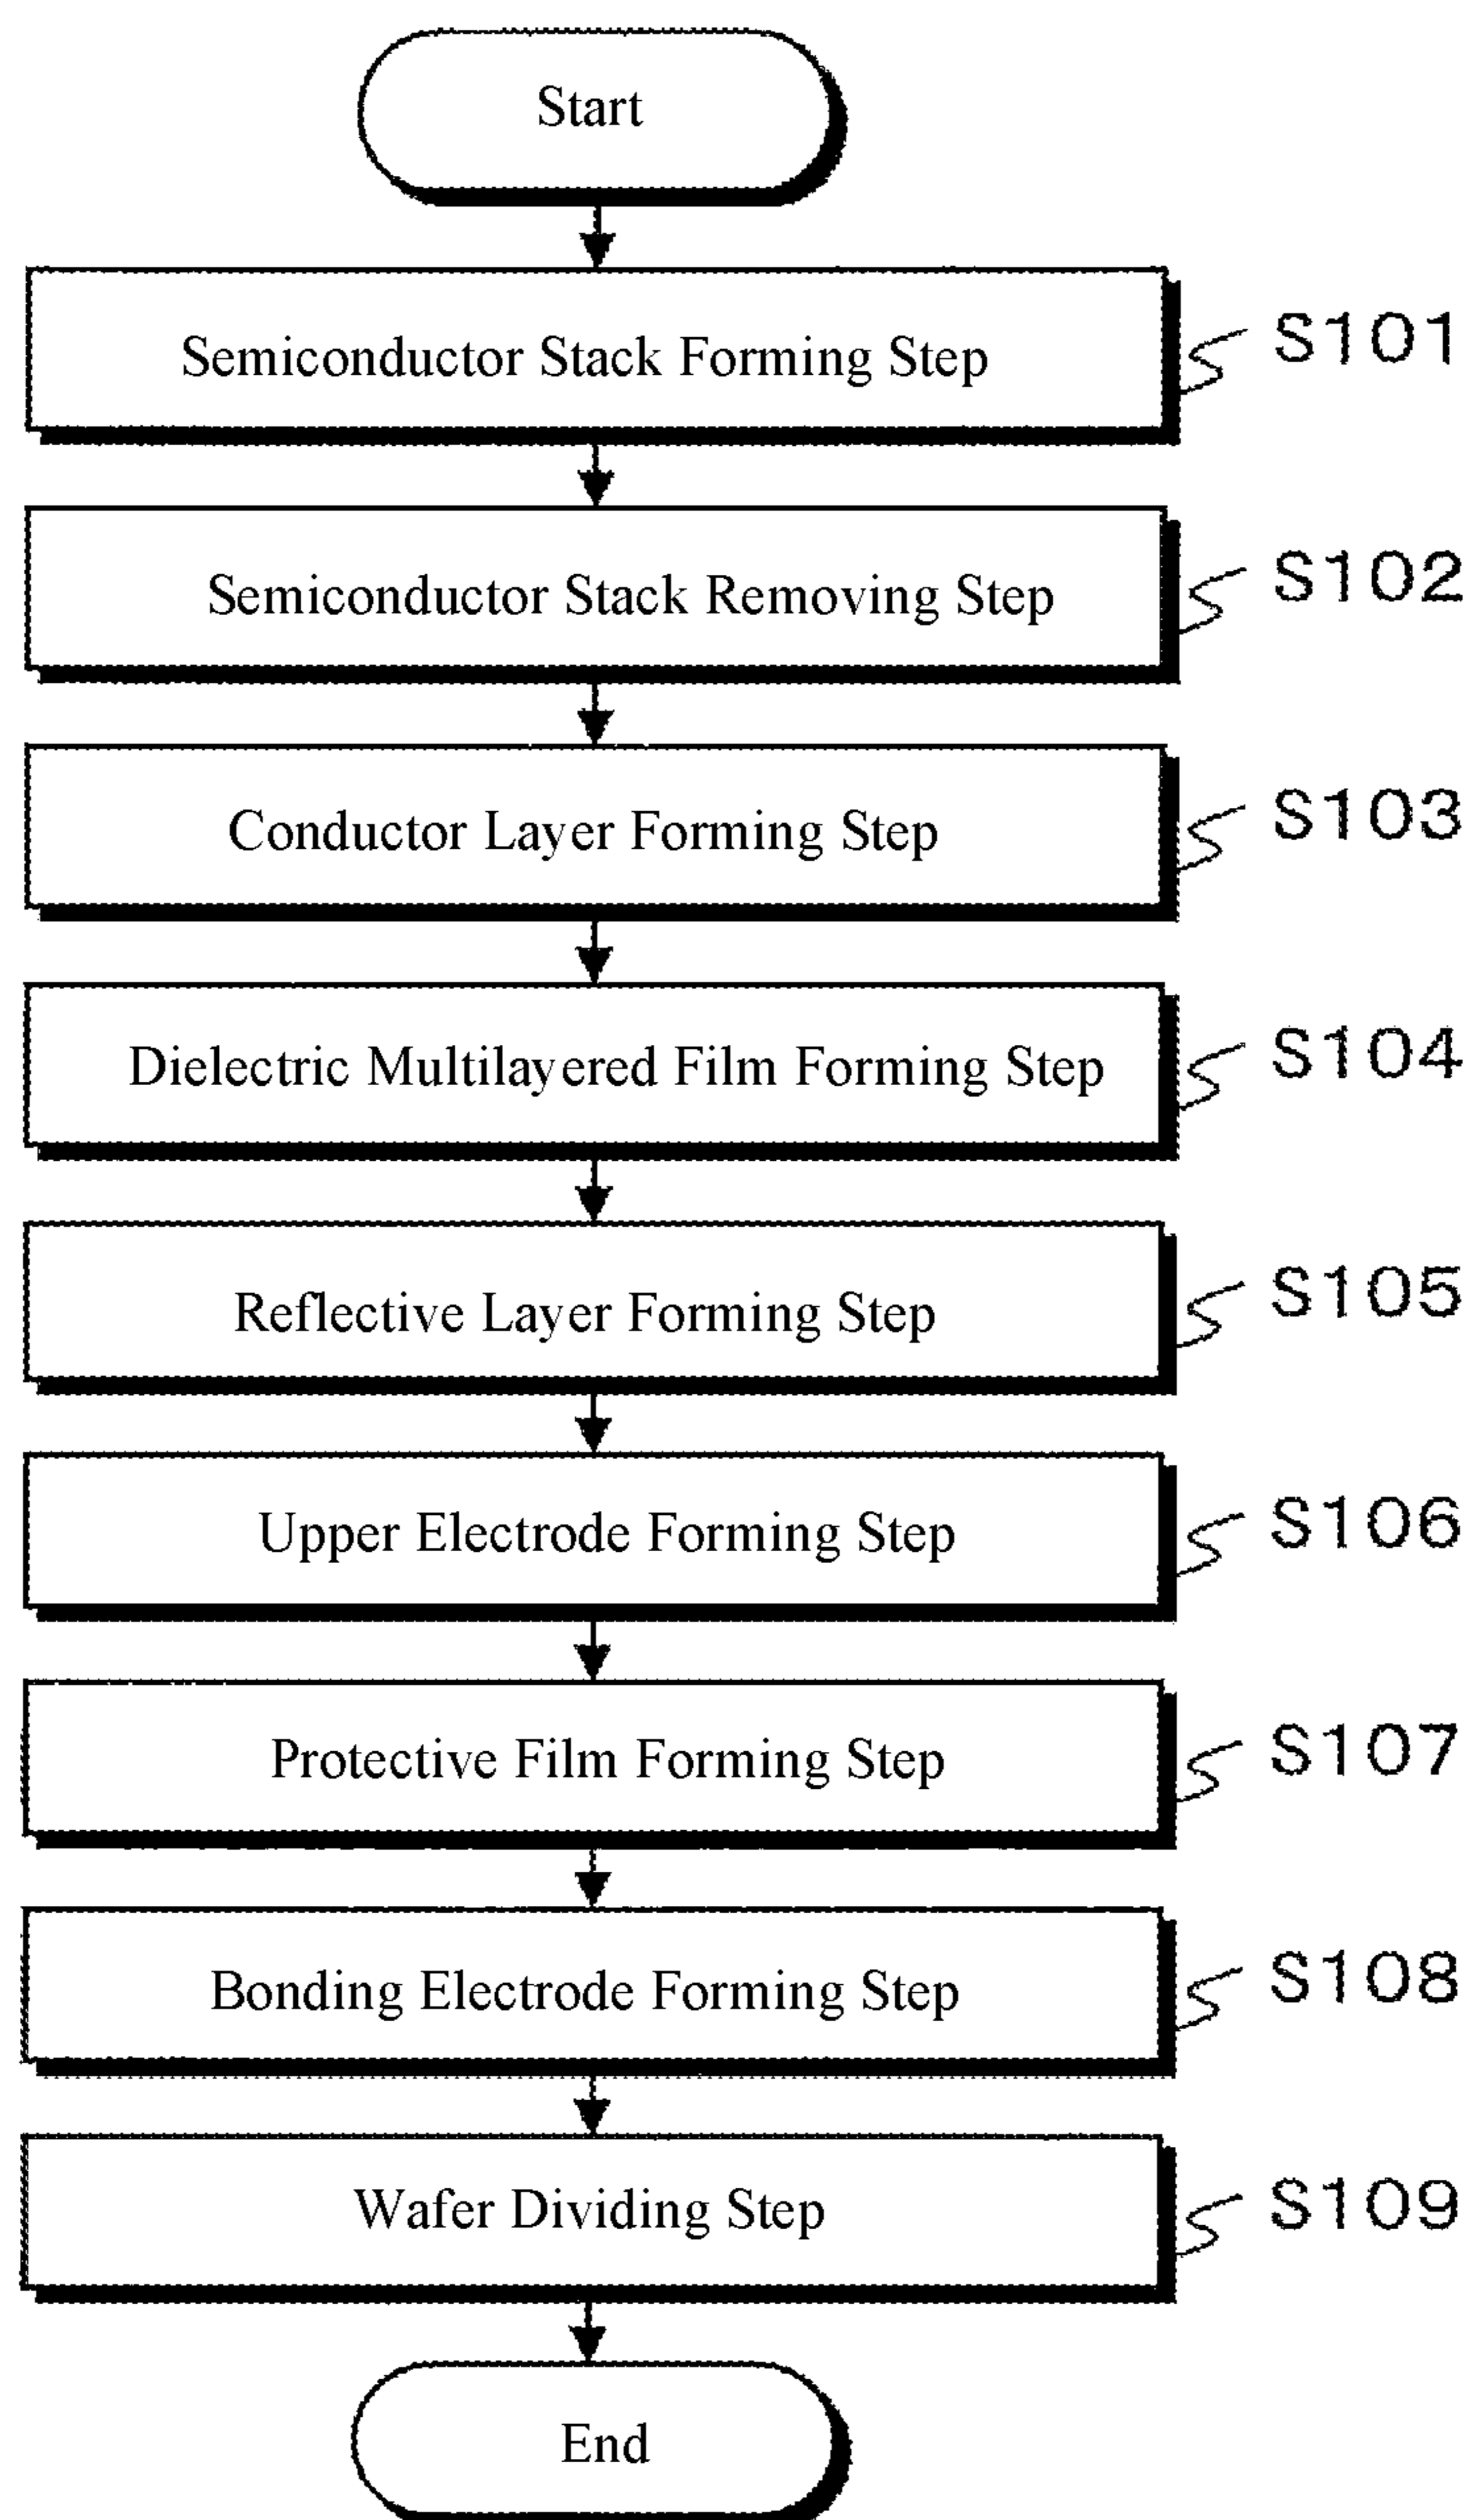 Start
Semiconductor Stack Forming Step S101
Semiconductor Stack Removing Step S102
Conductor Layer Forming Step S103
Dielectric Multilayered Film Forming Step S104
Reflective Layer Forming Step S105
Upper Electrode Forming Step S106
Protective Film Forming Step S107
Bonding Electrode Forming Step S108
Wafer Dividing Step S109
End